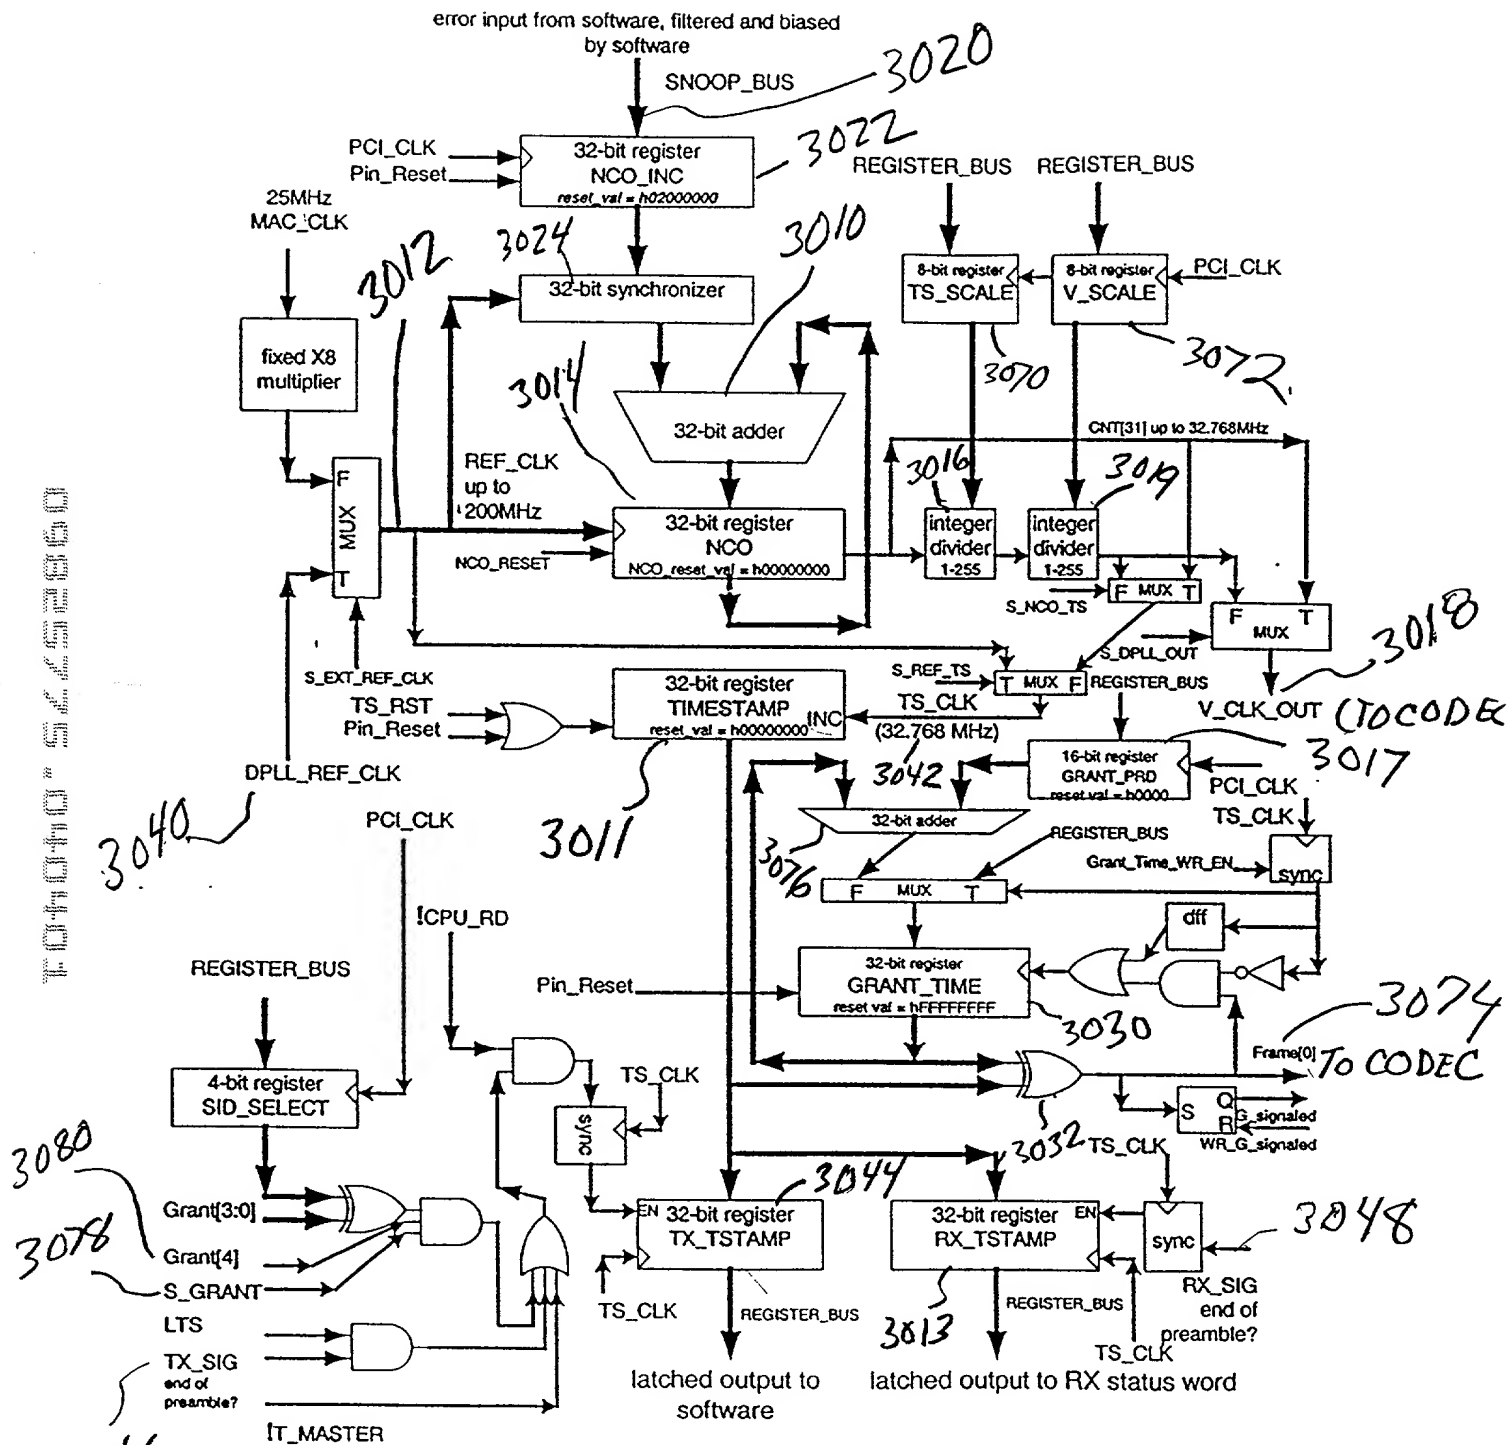 error input from software, filtered and biased
by software
SNOOP_BUS
3020
PCI_CLK
Pin_Reset
32-bit register
NCO_INC
reset_val = h02000000
3022
REGISTER_BUS
REGISTER_BUS
25MHz
MAC_CLK
3012
3024
32-bit synchronizer
3010
8-bit register
TS_SCALE
8-bit register
V_SCALE
PCI_CLK
fixed X8
multiplier
3014
3070
3072
32-bit adder
CNT[31] up to 32.768MHz
F
MUX
T
REF_CLK
up to
200MHz
3016
3019
NCO_RESET
32-bit register
NCO
NCO_reset_val = h00000000
integer
divider
1-255
integer
divider
1-255
S_NCO_TS
F MUX T
F T
MUX
S_DPLL_OUT
3018
S_EXT_REF_CLK
S_REF_TS
T MUX F
REGISTER_BUS
V_CLK_OUT (TO CODEC
TS_RST
Pin_Reset
32-bit register
TIMESTAMP
reset_val = h00000000
INC
TS_CLK
(32.768 MHz)
3042
3017
DPLL_REF_CLK
3040
3011
16-bit register
GRANT_PRD
reset val = h0000
PCI_CLK
TS_CLK
PCI_CLK
32-bit adder
3076
REGISTER_BUS
Grant_Time_WR_EN
sync
F MUX T
!CPU_RD
dff
REGISTER_BUS
Pin_Reset
32-bit register
GRANT_TIME
reset val = hFFFFFFFF
3030
3074
Frame[0]
TO CODEC
4-bit register
SID_SELECT
TS_CLK
sync
S Q
R
G_signaled
WR_G_signaled
3032
TS_CLK
3080
3044
Grant[3:0]
EN
32-bit register
TX_TSTAMP
32-bit register
RX_TSTAMP
EN
sync
3048
3078
Grant[4]
S_GRANT
TS_CLK
REGISTER_BUS
3013
REGISTER_BUS
TS_CLK
RX_SIG
end of
preamble?
LTS
TX_SIG
end of
preamble?
latched output to
software
latched output to RX status word
!T_MASTER